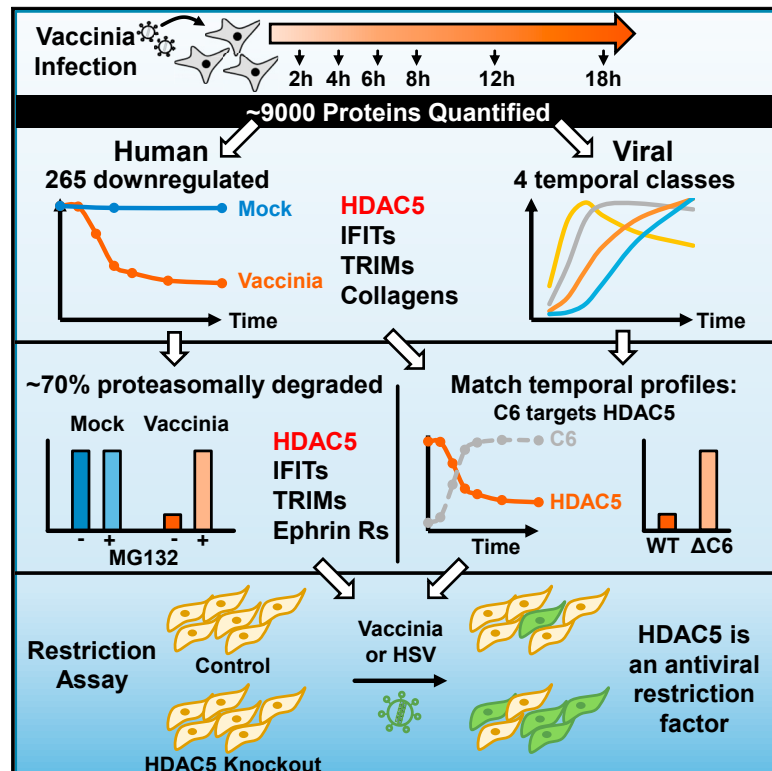 Vaccinia
Infection
2h 4h 6h 8h 12h 18h
~9000 Proteins Quantified
Human
265 downregulated
Mock
Vaccinia
Time
HDAC5
IFITs
TRIMs
Collagens
Viral
4 temporal classes
Time
~70% proteasomally degraded
Mock Vaccinia
- + - +
MG132
HDAC5
IFITs
TRIMs
Ephrin Rs
Match temporal profiles:
C6 targets HDAC5
C6
HDAC5
Time
WT ΔC6
Restriction
Assay
Control
HDAC5 Knockout
Vaccinia
or HSV
HDAC5 is
an antiviral
restriction
factor